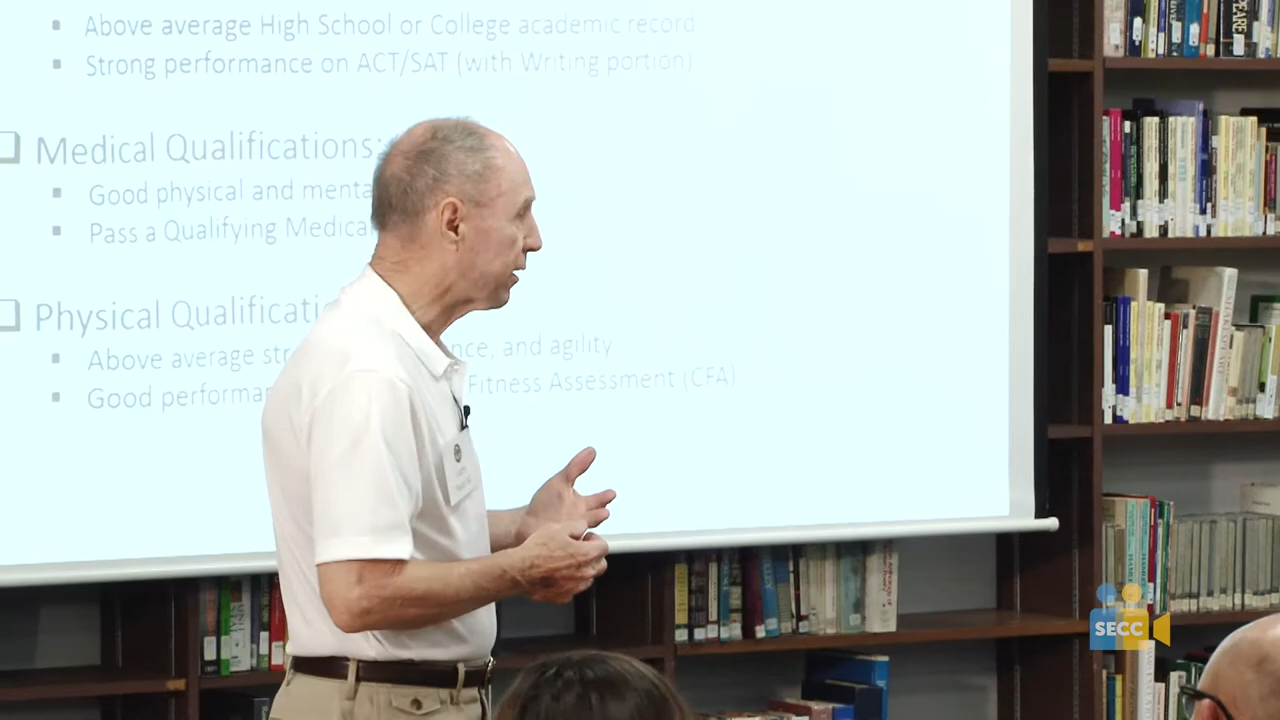 Above average High School or College academic record
Strong performance on ACT/SAT (with Writing portion)
Medical Qualifications:
Good physical and menta
Pass a Qualifying Medica
Physical Qualificati
Above average str nce, and agility
Good performa Fitness Assessment (CFA)
SECC